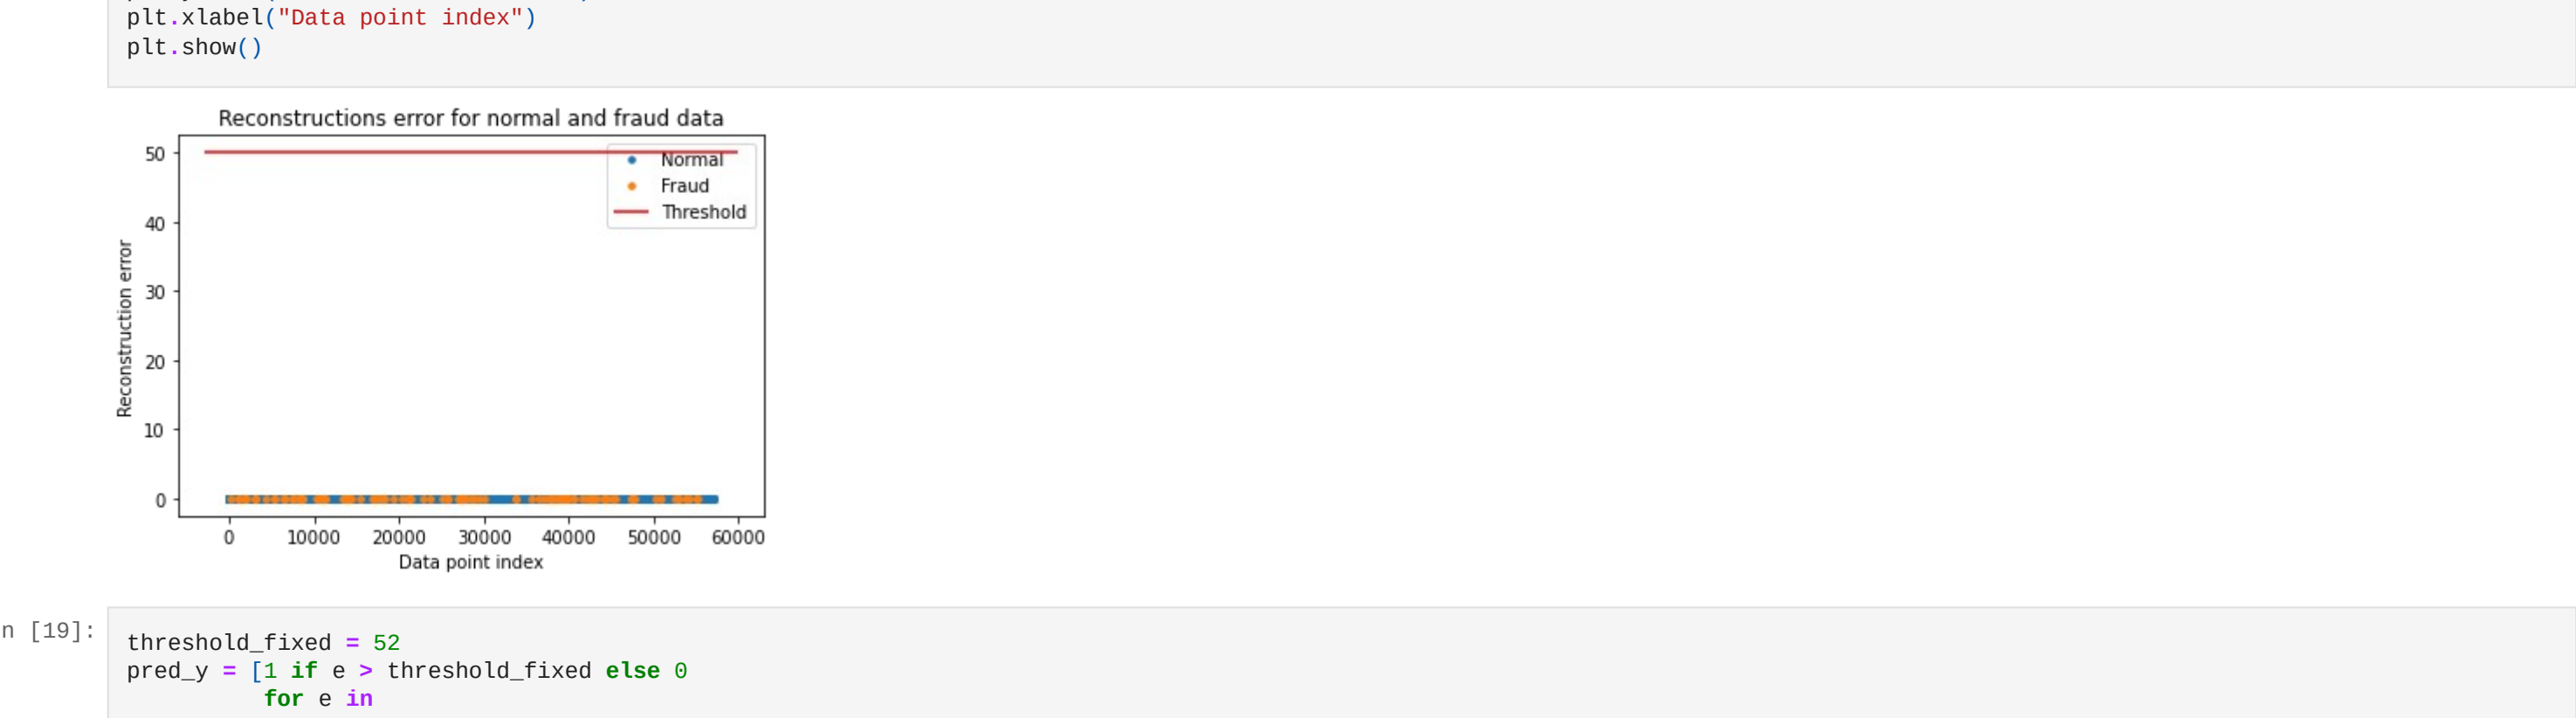 plt.xlabel("Data point index")
plt.show()
Reconstructions error for normal and fraud data
50
40
30
20
10
0
Reconstruction error
Normal
Fraud
Threshold
0 10000 20000 30000 40000 50000 60000
Data point index
n [19]:
threshold_fixed = 52
pred_y = [1 if e > threshold_fixed else 0
for e in